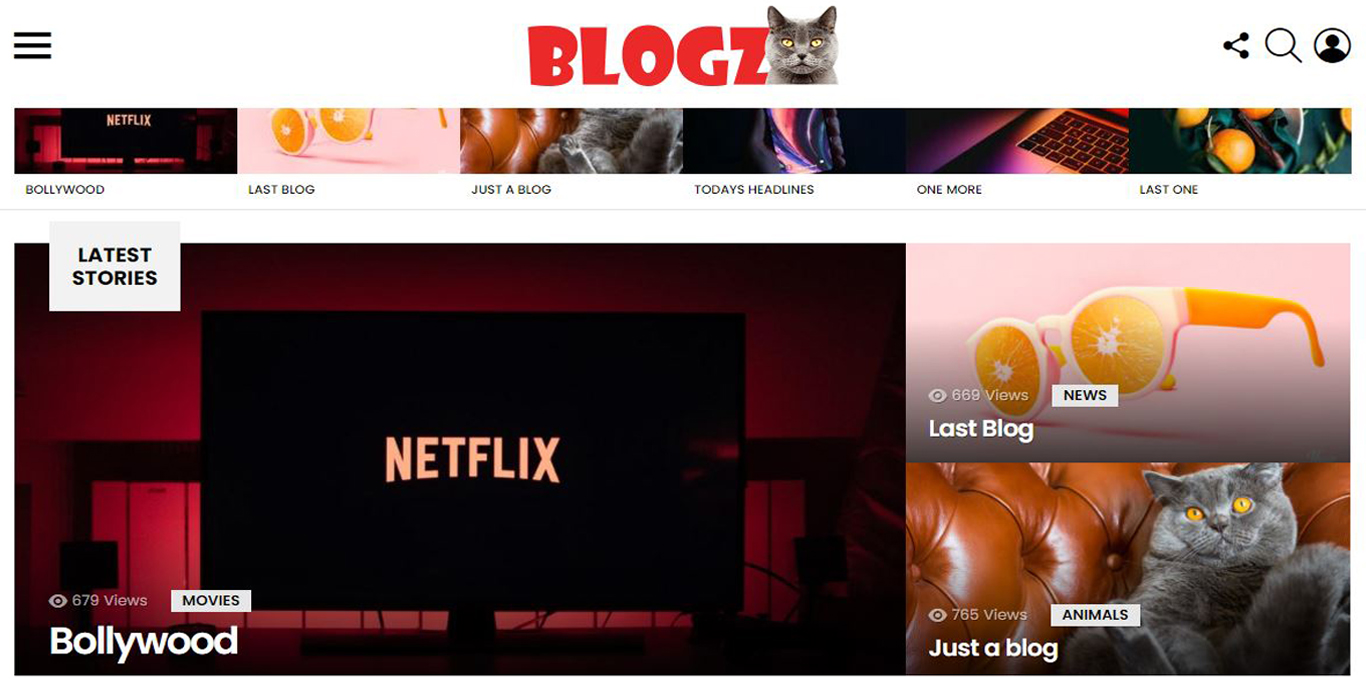 BLOGZ
NETFLIX
BOLLYWOOD
LAST BLOG
JUST A BLOG
TODAYS HEADLINES
ONE MORE
LAST ONE
LATEST
STORIES
NETFLIX
679 Views MOVIES
Bollywood
669 Views NEWS
Last Blog
765 Views ANIMALS
Just a blog